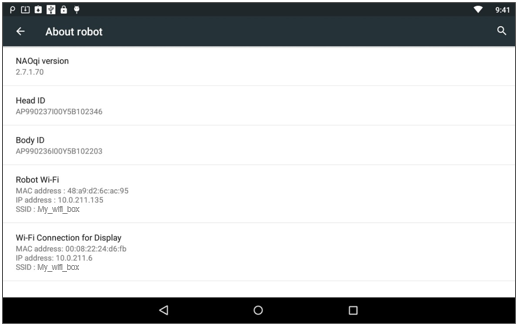 9:41
About robot
NAOqi version
2.7.1.70
Head ID
AP990237I00Y5B102346
Body ID
AP990236I00Y5B102203
Robot Wi-Fi
MAC address : 48:a9:d2:6c:ac:95
IP address : 10.0.211.135
SSID : My_wifi_box
Wi-Fi Connection for Display
MAC address: 00:08:22:24:d6:fb
IP address: 10.0.211.6
SSID : My_wifi_box